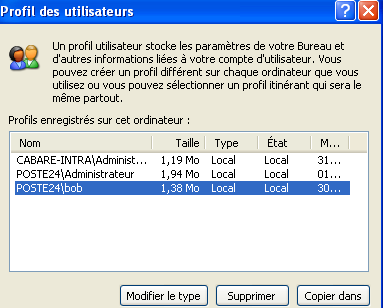 Profil des utilisateurs
Un profil utilisateur stocke les paramètres de votre Bureau et
d'autres informations liées à votre compte d'utilisateur. Vous
pouvez créer un profil différent sur chaque ordinateur que vous
utilisez ou vous pouvez sélectionner un profil itinérant qui sera le
même partout.
Profils enregistrés sur cet ordinateur :
Nom Taille Type État M...
CABARE-INTRA\Administ... 1,19 Mo Local Local 31...
POSTE24\Administrateur 1,94 Mo Local Local 01...
POSTE24\bob 1,38 Mo Local Local 30...
Modifier le type Supprimer Copier dans